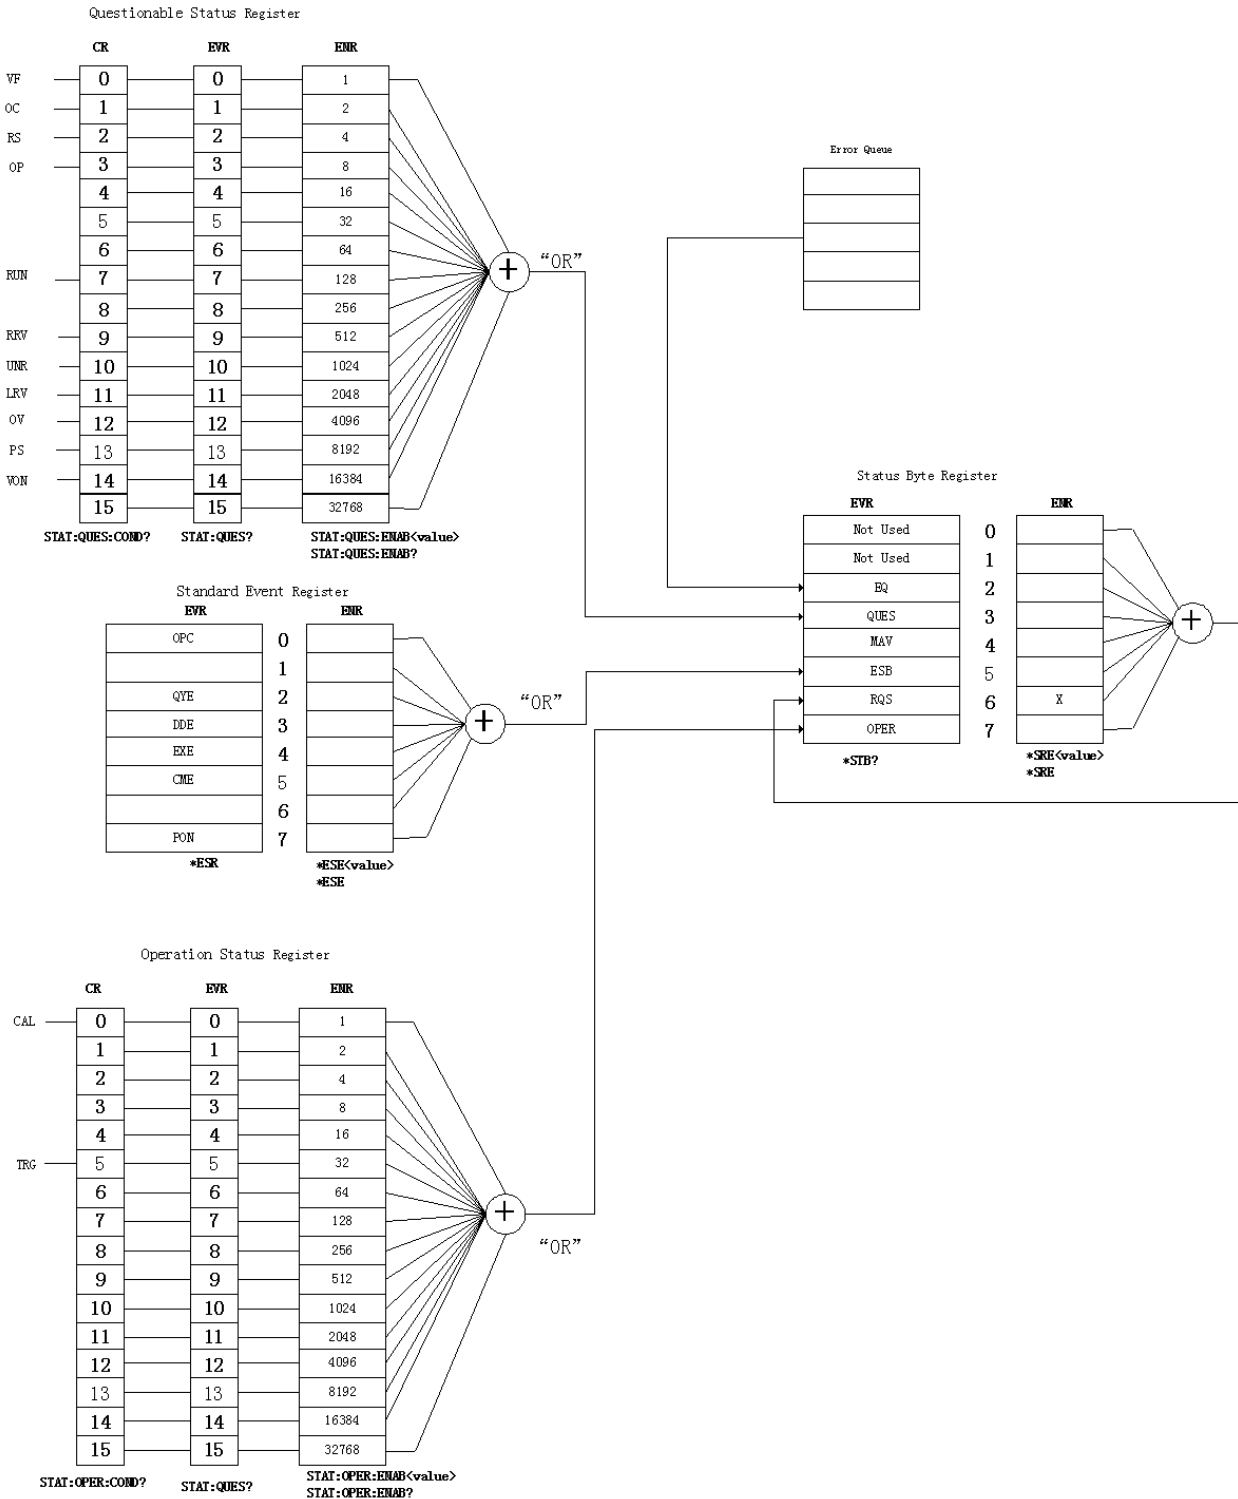 Questionable Status Register
CR EVR ENR
VF 0 0 1
OC 1 1 2
RS 2 2 4
OP 3 3 8
4 4 16
5 5 32
6 6 64
RUN 7 7 128
8 8 256
RRV 9 9 512
UNR 10 10 1024
LRV 11 11 2048
OV 12 12 4096
PS 13 13 8192
VON 14 14 16384
15 15 32768
STAT:QUES:COND? STAT:QUES? STAT:QUES:ENAB<value>
STAT:QUES:ENAB?
"OR"
Error Queue
Standard Event Register
EVR ENR
OPC 0
1
QYE 2
DDE 3
EXE 4
CME 5
6
PON 7
*ESR *ESE<value>
*ESE
"OR"
Status Byte Register
EVR ENR
Not Used 0
Not Used 1
EQ 2
QUES 3
MAV 4
ESB 5
RQS 6 X
OPER 7
*STB? *SRE<value>
*SRE
Operation Status Register
CR EVR ENR
CAL 0 0 1
1 1 2
2 2 4
3 3 8
4 4 16
TRG 5 5 32
6 6 64
7 7 128
8 8 256
9 9 512
10 10 1024
11 11 2048
12 12 4096
13 13 8192
14 14 16384
15 15 32768
STAT:OPER:COND? STAT:QUES? STAT:OPER:ENAB<value>
STAT:OPER:ENAB?
"OR"